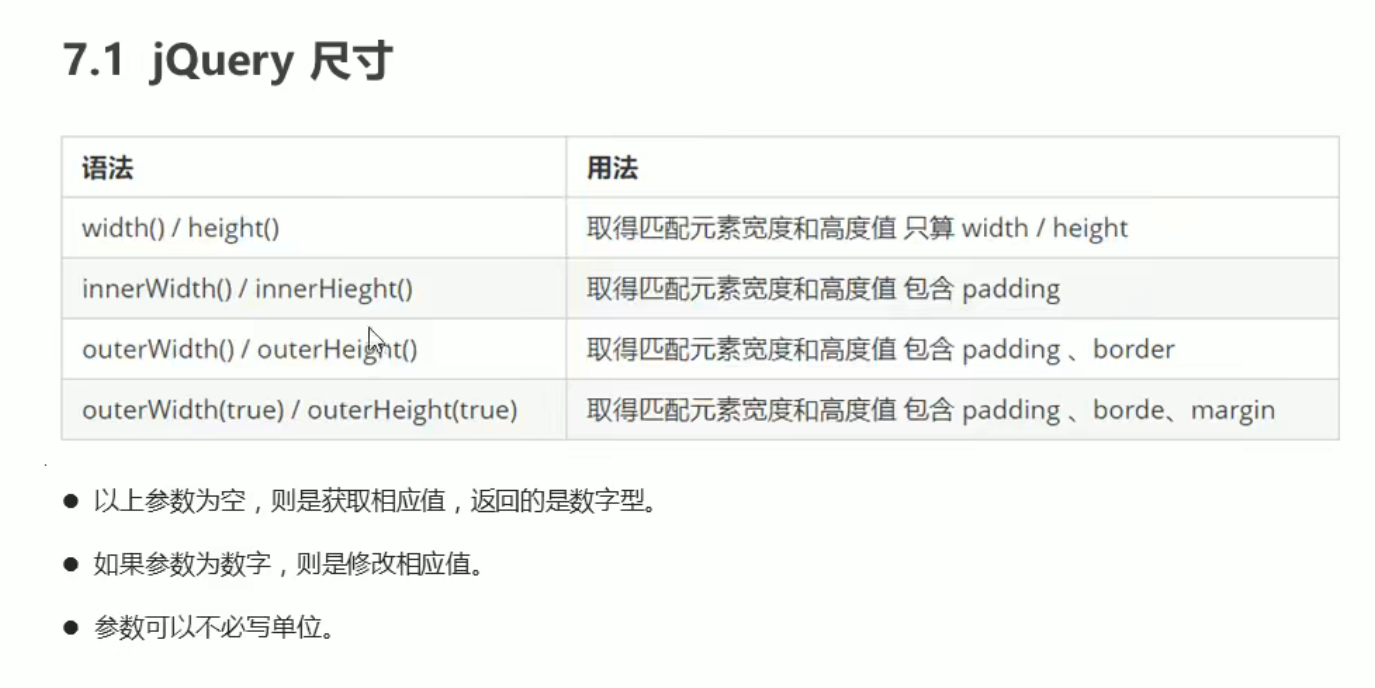 7.1 jQuery 尺寸
语法 用法
width() / height() 取得匹配元素宽度和高度值 只算 width / height
innerWidth() / innerHieght() 取得匹配元素宽度和高度值 包含 padding
outerWidth() / outerHeight() 取得匹配元素宽度和高度值 包含 padding 、border
outerWidth(true) / outerHeight(true) 取得匹配元素宽度和高度值 包含 padding 、borde、margin
● 以上参数为空，则是获取相应值，返回的是数字型。
● 如果参数为数字，则是修改相应值。
● 参数可以不必写单位。